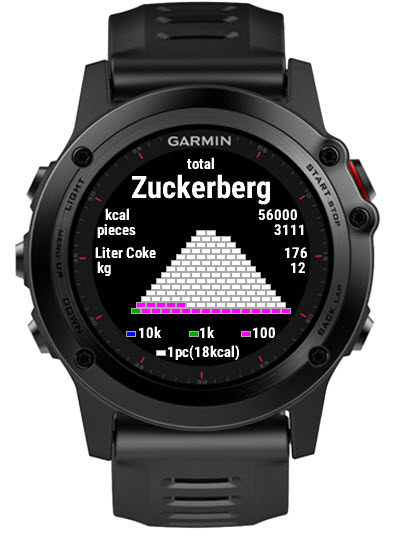 GARMIN
LIGHT
START STOP
MENU UP
DOWN
BACK LAP
total
Zuckerberg
kcal 56000
pieces 3111
Liter Coke 176
kg 12
10k 1k 100
1pc(18kcal)